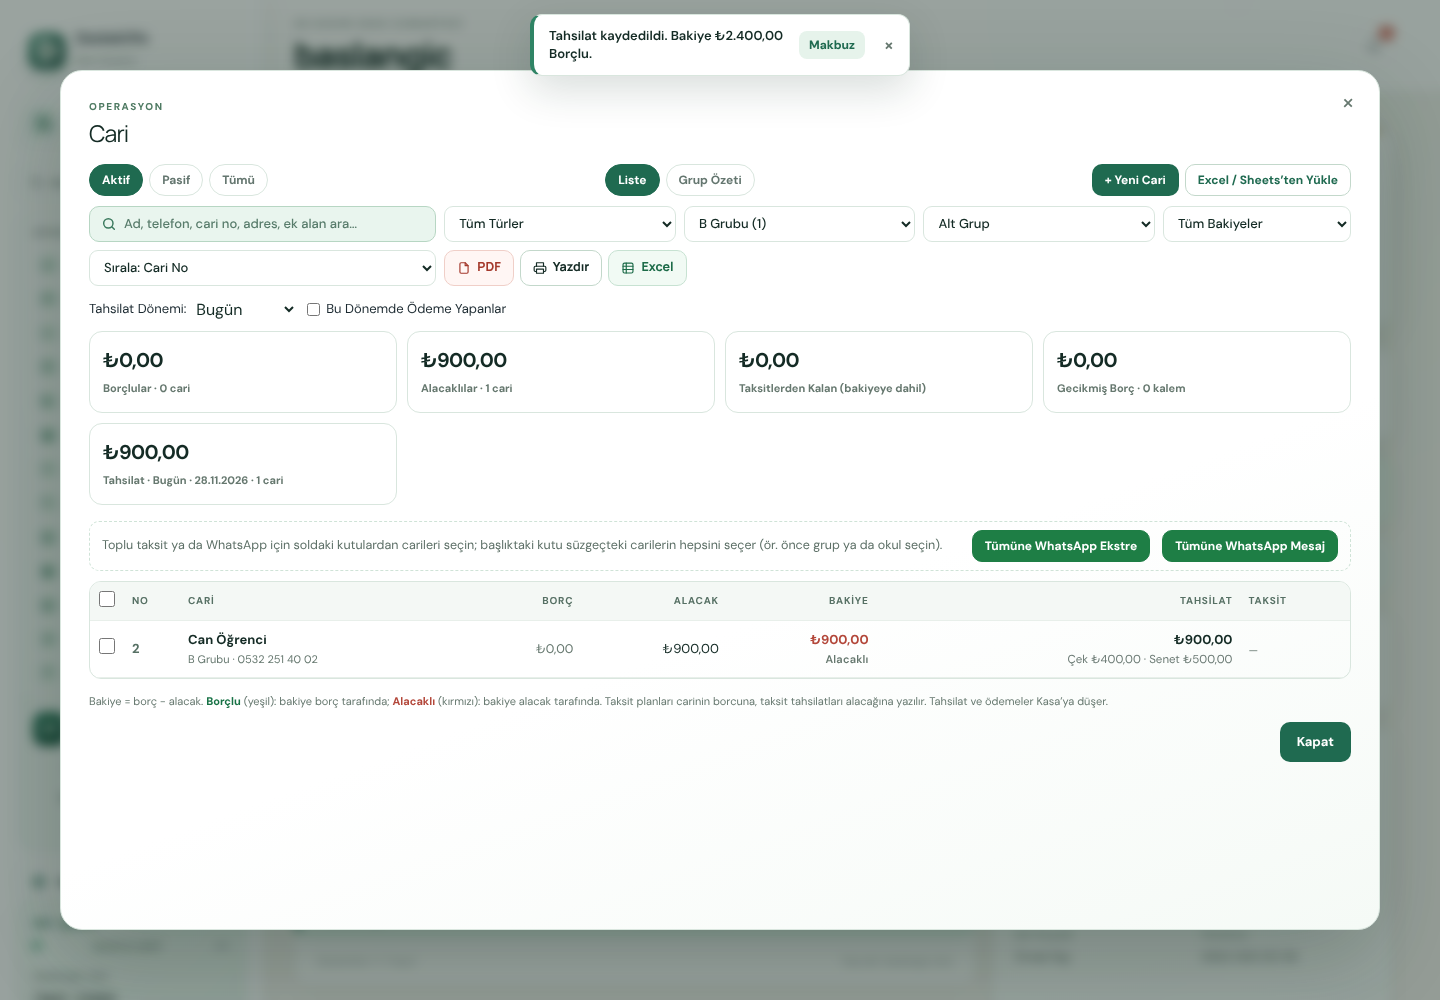 başlangıç
Tahsilat kaydedildi. Bakiye ₺2.400,00
Borçlu.
Makbuz
×
OPERASYON
×
Cari
Aktif Pasif Tümü Liste Grup Özeti + Yeni Cari Excel / Sheets'ten Yükle
Ad, telefon, cari no, adres, ek alan ara... Tüm Türler B Grubu (1) Alt Grup Tüm Bakiyeler
Sırala: Cari No PDF Yazdır Excel
Tahsilat Dönemi: Bugün Bu Dönemde Ödeme Yapanlar
₺0,00 ₺900,00 ₺0,00 ₺0,00
Borçlular · 0 cari Alacaklılar · 1 cari Taksitlerden Kalan (bakiyeye dahil) Gecikmiş Borç · 0 kalem
₺900,00
Tahsilat · Bugün · 28.11.2026 · 1 cari
Toplu taksit ya da WhatsApp için soldaki kutulardan carileri seçin; başlıktaki kutu süzgeçteki carilerin hepsini seçer (ör. önce grup ya da okul seçin). Tümüne WhatsApp Ekstre Tümüne WhatsApp Mesaj
NO CARİ BORÇ ALACAK BAKİYE TAHSİLAT TAKSİT
2 Can Öğrenci ₺0,00 ₺900,00 ₺900,00 ₺900,00 —
B Grubu · 0532 251 40 02 Alacaklı Çek ₺400,00 · Senet ₺500,00
Bakiye = borç − alacak. Borçlu (yeşil): bakiye borç tarafında; Alacaklı (kırmızı): bakiye alacak tarafında. Taksit planları carinin borcuna, taksit tahsilatları alacağına yazılır. Tahsilat ve ödemeler Kasa'ya düşer.
Kapat